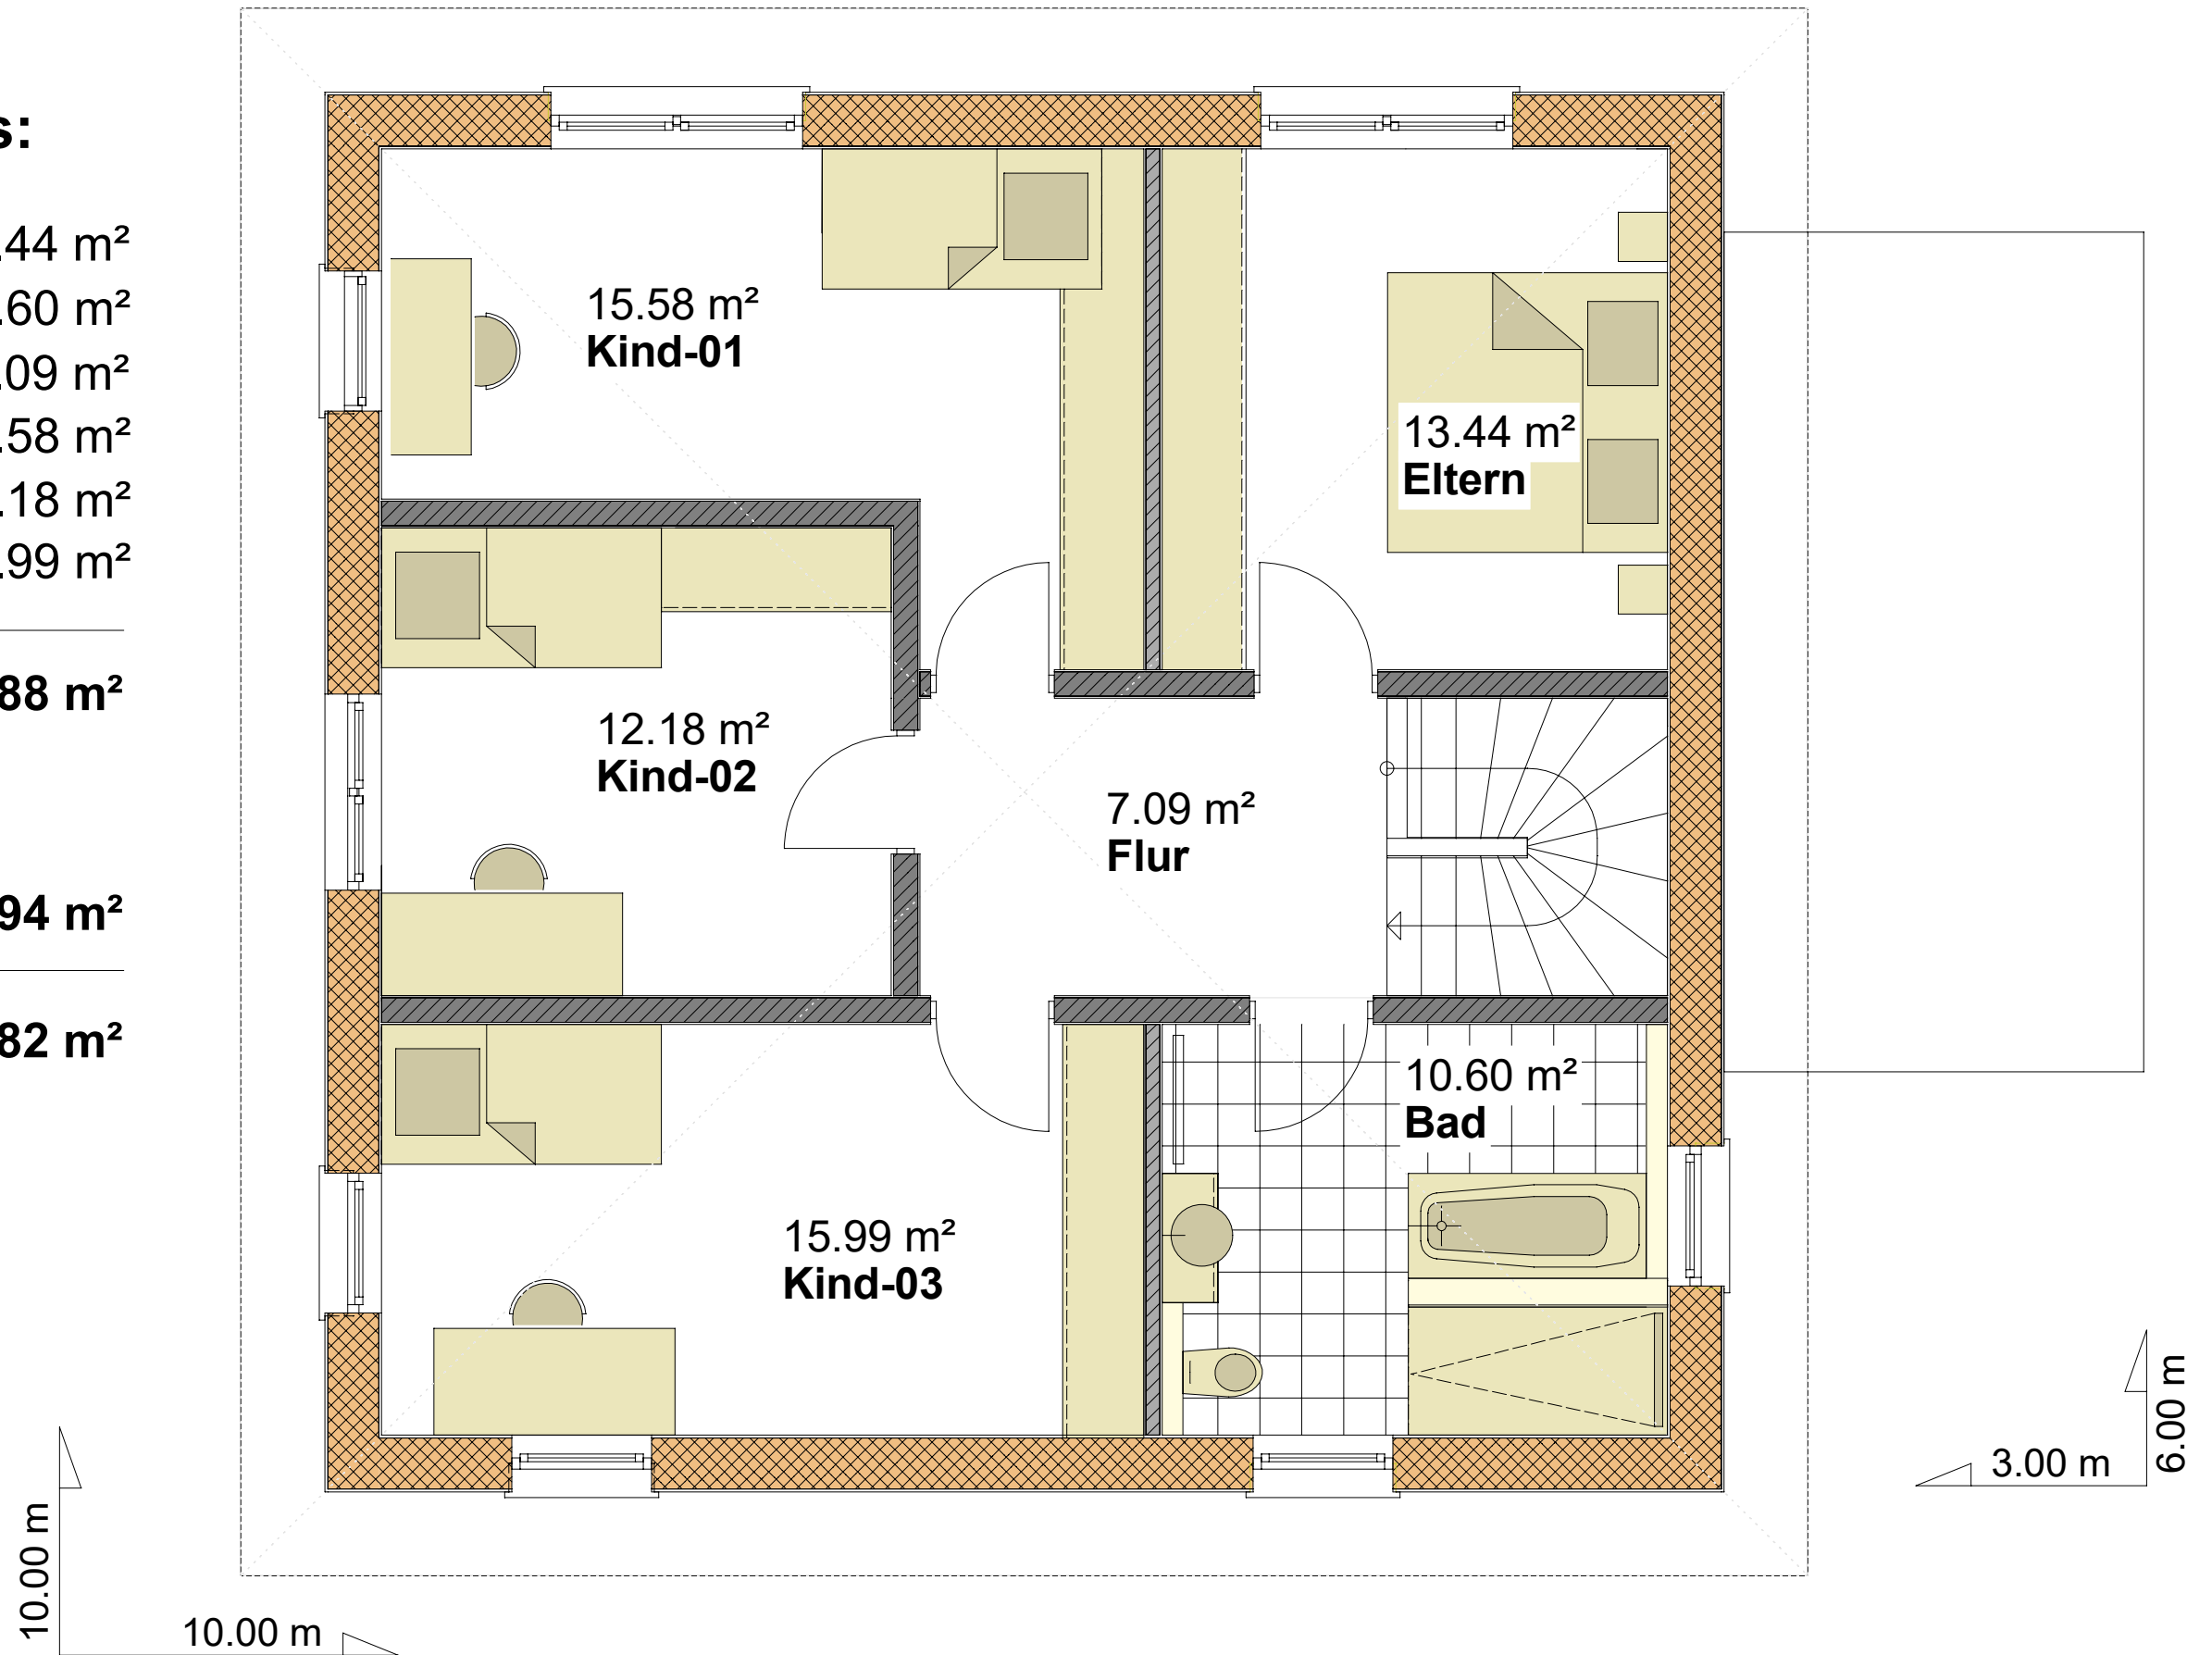 s:
.44 m²
.60 m²
.09 m²
.58 m²
.18 m²
.99 m²
88 m²
94 m²
82 m²
15.58 m²
Kind-01
13.44 m²
Eltern
12.18 m²
Kind-02
7.09 m²
Flur
10.60 m²
Bad
15.99 m²
Kind-03
10.00 m
10.00 m
3.00 m
6.00 m